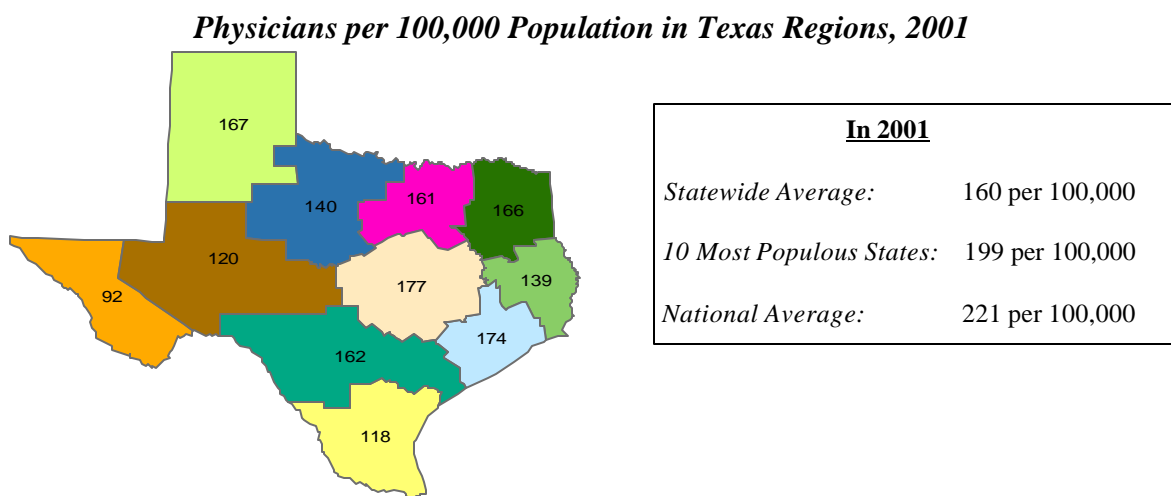 Physicians per 100,000 Population in Texas Regions, 2001
167
140
161
166
120
139
92
177
174
162
118
In 2001
Statewide Average: 160 per 100,000
10 Most Populous States: 199 per 100,000
National Average: 221 per 100,000